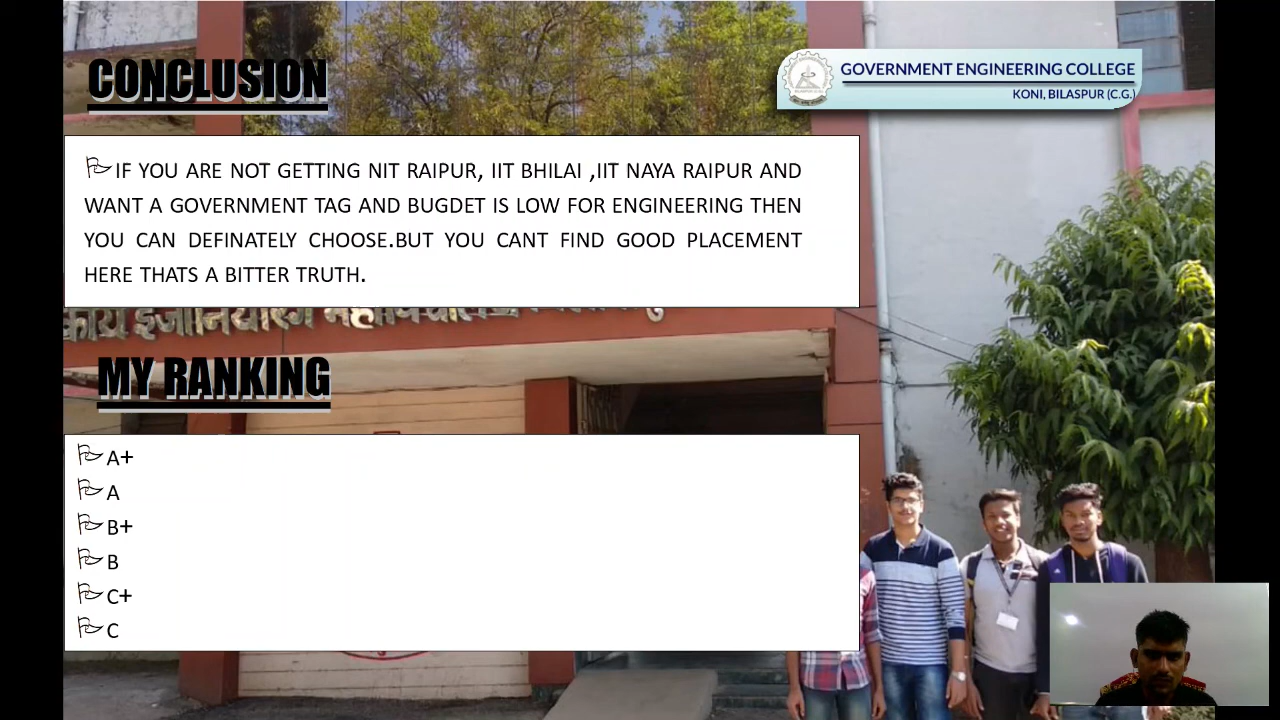 CONCLUSION
GOVERNMENT ENGINEERING COLLEGE
KONI, BILASPUR (C.G.)
IF YOU ARE NOT GETTING NIT RAIPUR, IIT BHILAI ,IIT NAYA RAIPUR AND
WANT A GOVERNMENT TAG AND BUGDET IS LOW FOR ENGINEERING THEN
YOU CAN DEFINATELY CHOOSE.BUT YOU CANT FIND GOOD PLACEMENT
HERE THATS A BITTER TRUTH.
MY RANKING
A+
A
B+
B
C+
C